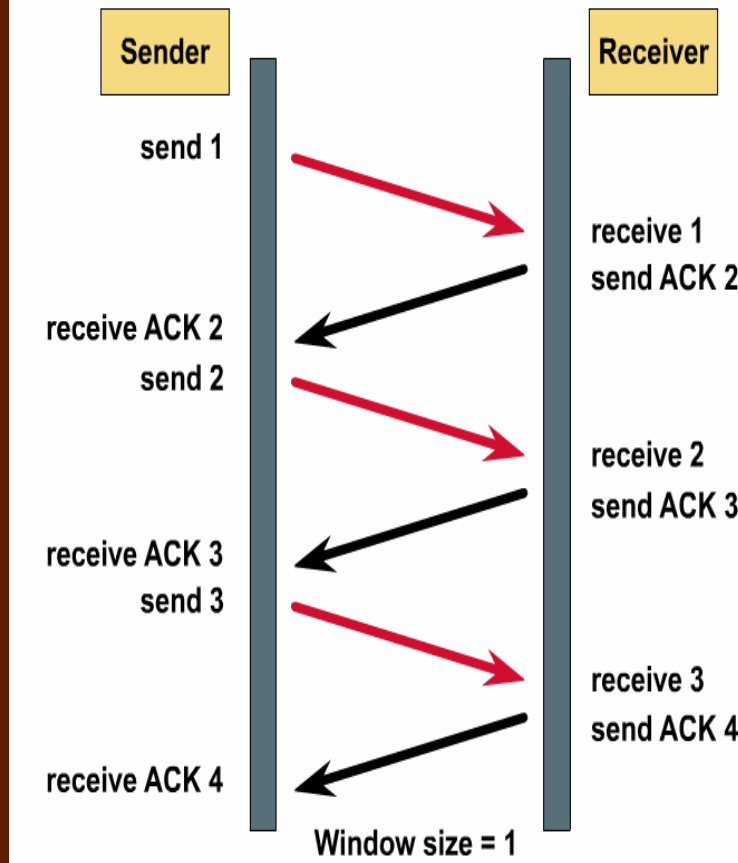 Sender
Receiver
send 1
receive 1
send ACK 2
receive ACK 2
send 2
receive 2
send ACK 3
receive ACK 3
send 3
receive 3
send ACK 4
receive ACK 4
Window size = 1